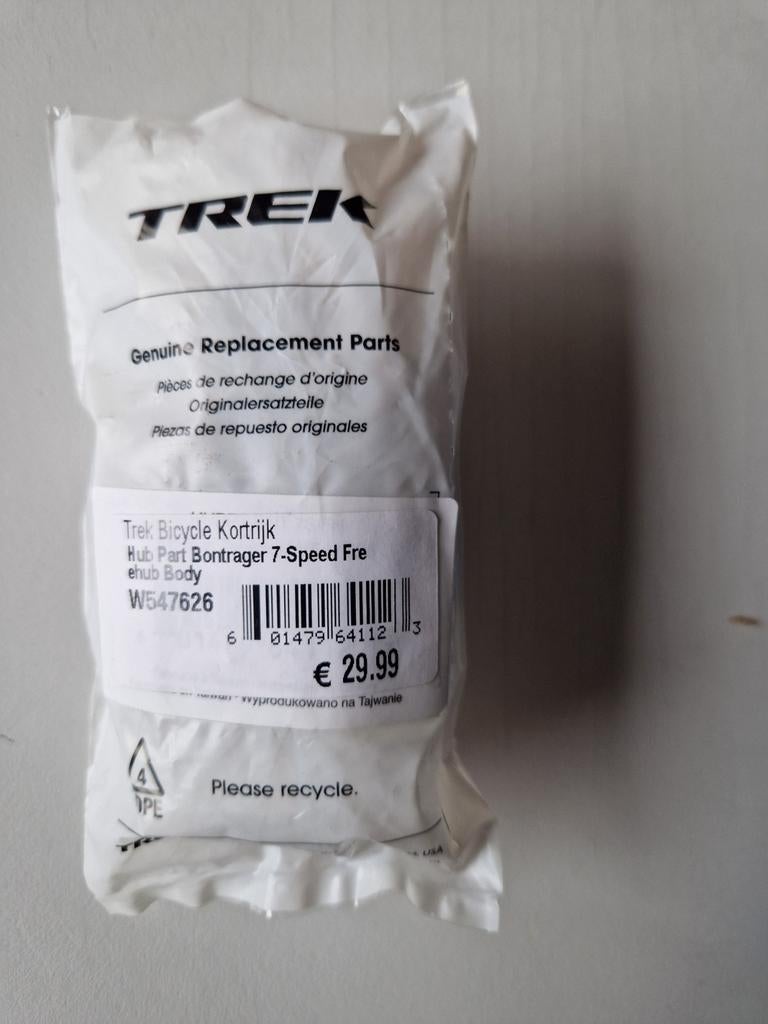 TREK
Genuine Replacement Parts
Pièces de rechange d'origine
Originalersatzteile
Piezas de repuesto originales
Trek Bicycle Kortrijk
Hub Part Bontrager 7-Speed Fre
ehub Body
W547626
6 01479 64112 3
€ 29.99
Wyprodukowano na Tajwanie
4
Please recycle.
USA